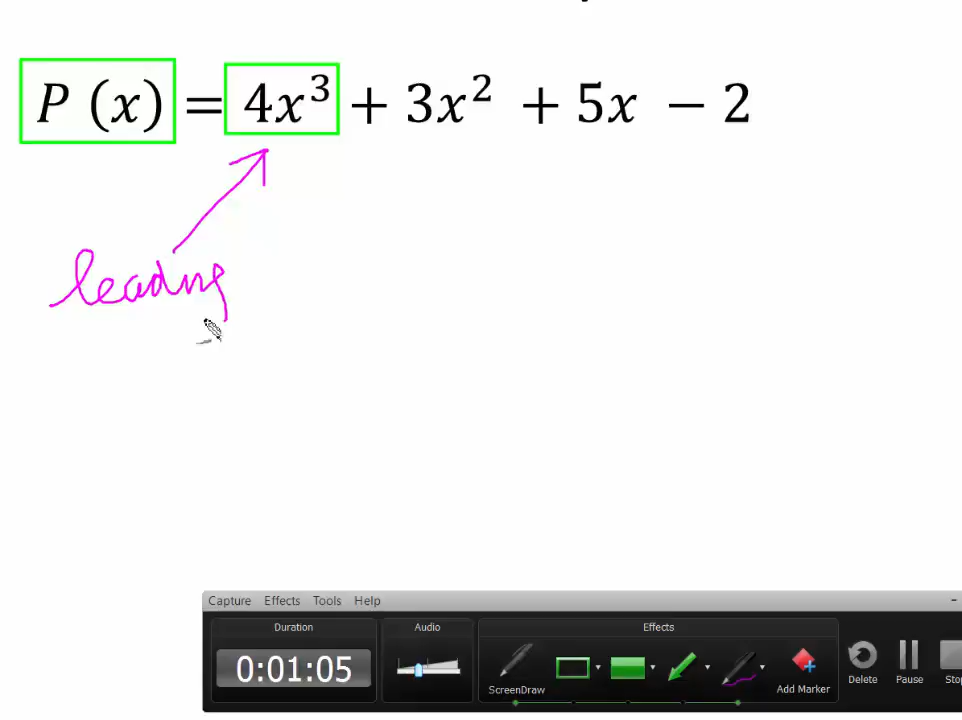 P (x) = 4x³ + 3x² + 5x − 2
leading
Capture Effects Tools Help
Duration Audio Effects
0:01:05
ScreenDraw Add Marker Delete Pause Stop